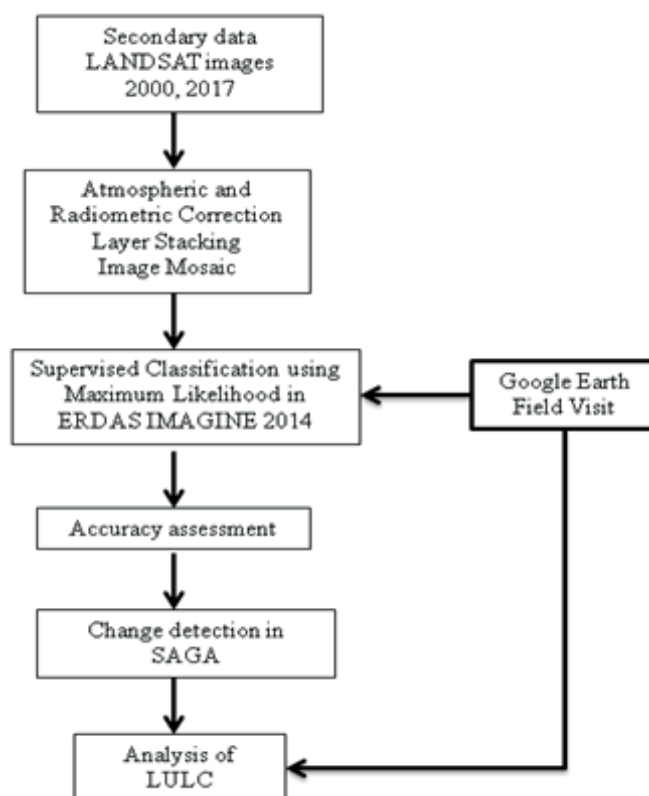 Secondary data
LANDSAT images
2000, 2017
Atmospheric and
Radiometric Correction
Layer Stacking
Image Mosaic
Supervised Classification using
Maximum Likelihood in
ERDAS IMAGINE 2014
Google Earth
Field Visit
Accuracy assessment
Change detection in
SAGA
Analysis of
LULC